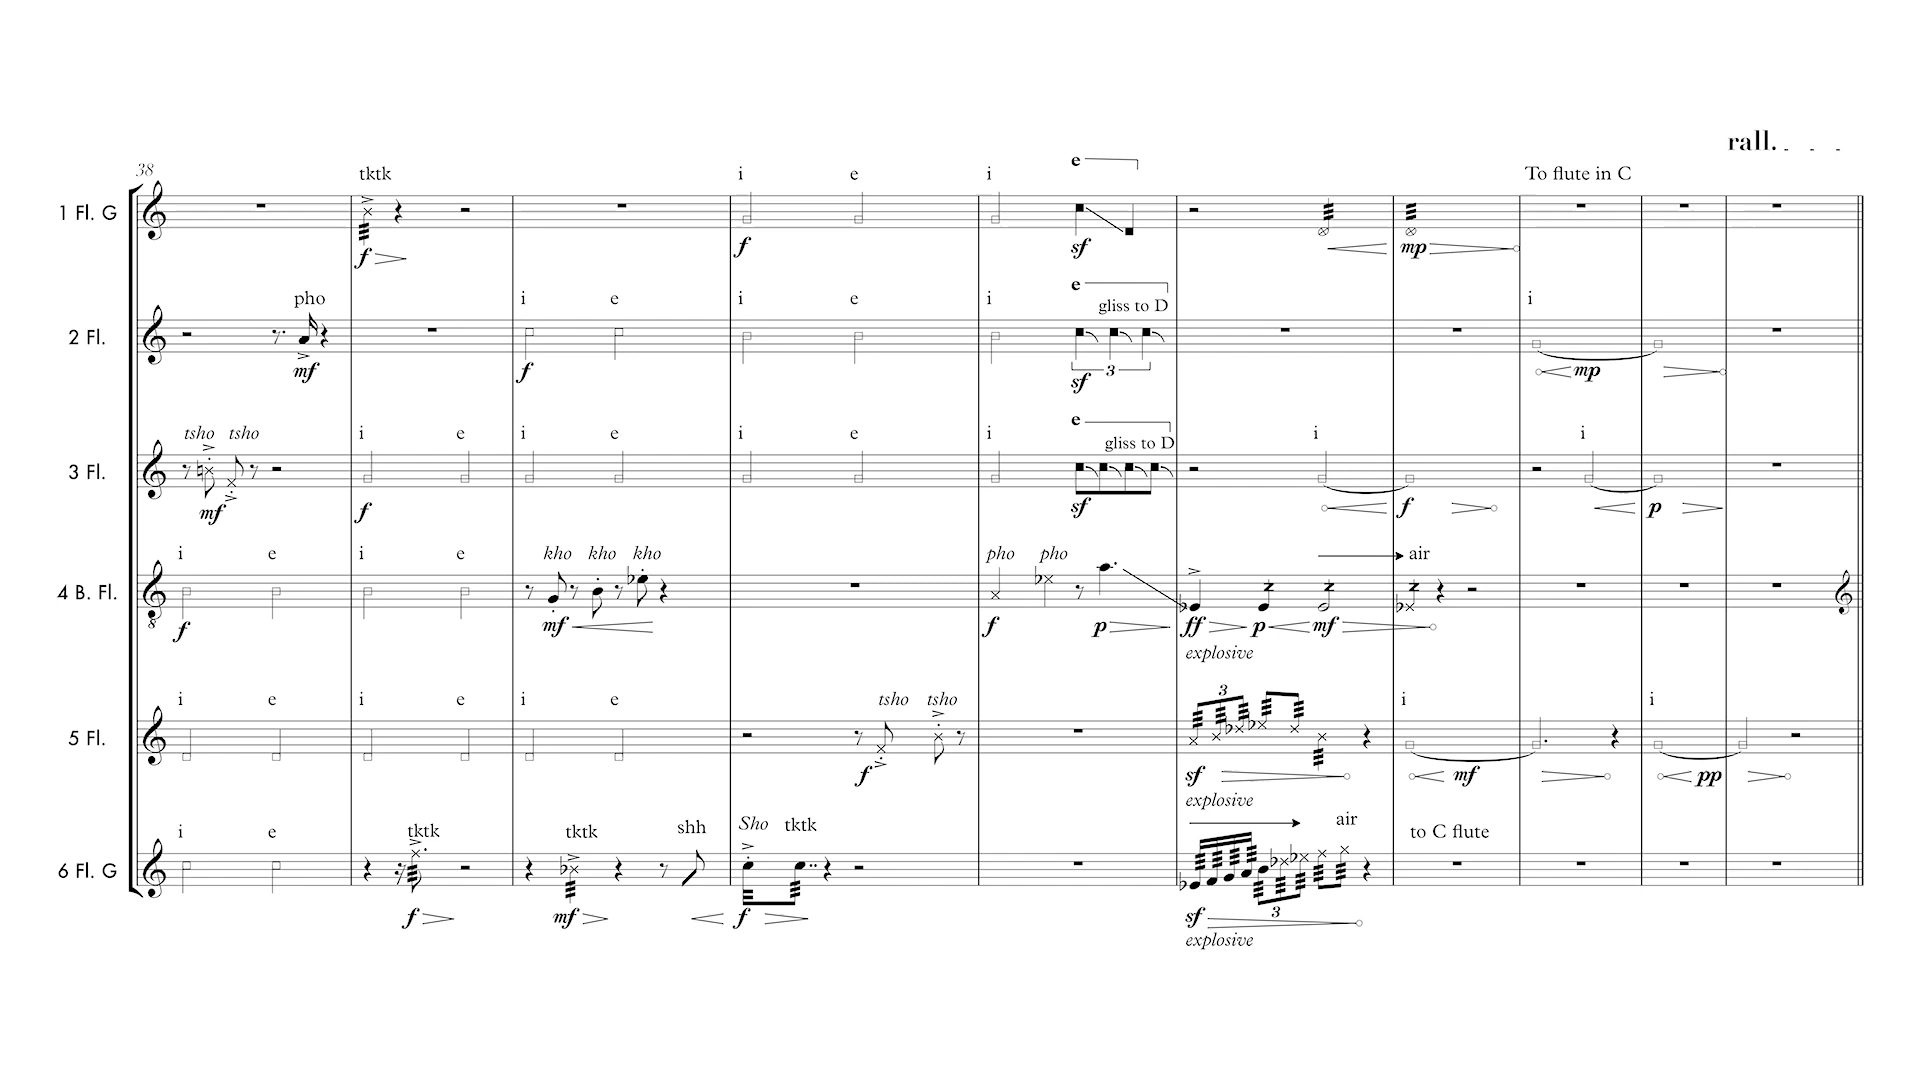 rall.
38 tktk i e i e To flute in C
1 Fl. G
f f sf mp
pho i e i e i e gliss to D i
2 Fl.
mf f sf 3 mp
tsho tsho i e i e i e i e gliss to D i i
3 Fl.
mf f sf f p
i e i e kho kho kho pho pho air
4 B. Fl.
f mf f p ff p mf
explosive
i e i e i e tsho tsho 3 i i
5 Fl.
f sf mf pp
explosive
i e tktk tktk shh Sho tktk air to C flute
6 Fl. G
f mf f sf 3
explosive